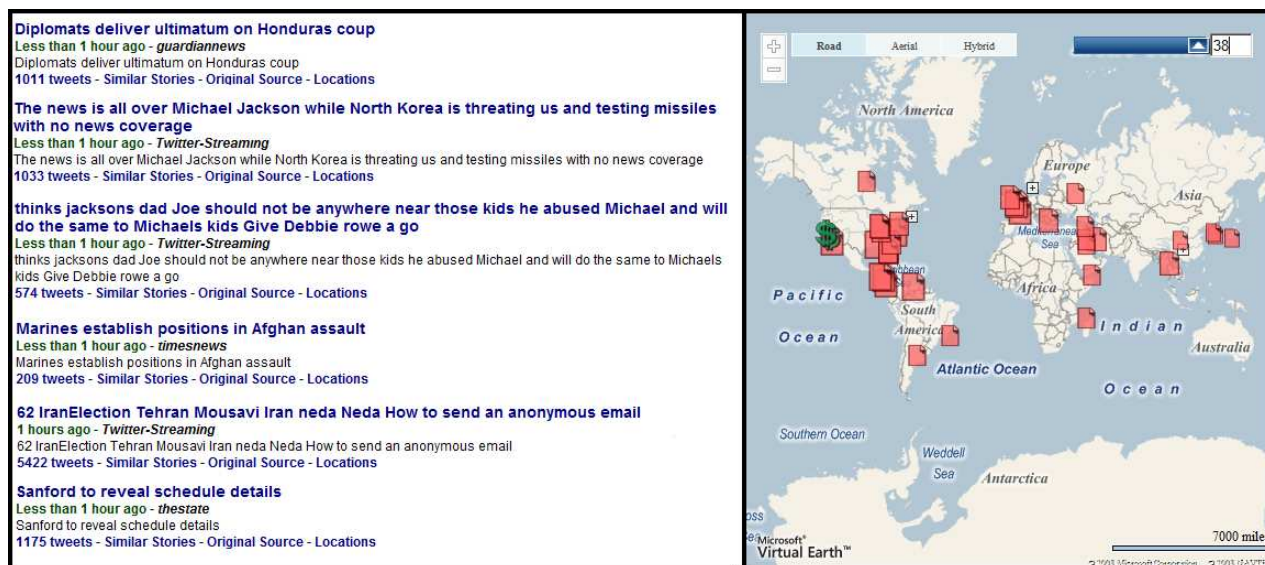 Diplomats deliver ultimatum on Honduras coup
Less than 1 hour ago - guardiannews
Diplomats deliver ultimatum on Honduras coup
1011 tweets - Similar Stories - Original Source - Locations
The news is all over Michael Jackson while North Korea is threating us and testing missiles
with no news coverage
Less than 1 hour ago - Twitter-Streaming
The news is all over Michael Jackson while North Korea is threating us and testing missiles with no news coverage
1033 tweets - Similar Stories - Original Source - Locations
thinks jacksons dad Joe should not be anywhere near those kids he abused Michael and will
do the same to Michaels kids Give Debbie rowe a go
Less than 1 hour ago - Twitter-Streaming
thinks jacksons dad Joe should not be anywhere near those kids he abused Michael and will do the same to Michaels
kids Give Debbie rowe a go
574 tweets - Similar Stories - Original Source - Locations
Marines establish positions in Afghan assault
Less than 1 hour ago - timesnews
Marines establish positions in Afghan assault
209 tweets - Similar Stories - Original Source - Locations
62 IranElection Tehran Mousavi Iran neda Neda How to send an anonymous email
1 hours ago - Twitter-Streaming
62 IranElection Tehran Mousavi Iran neda Neda How to send an anonymous email
5422 tweets - Similar Stories - Original Source - Locations
Sanford to reveal schedule details
Less than 1 hour ago - thestate
Sanford to reveal schedule details
1175 tweets - Similar Stories - Original Source - Locations
Road Aerial Hybrid
38
North America
Europe
Asia
Mediterranean
Sea
Africa
Pacific
Ocean
South
America
Indian
Ocean
Australia
Atlantic Ocean
Southern Ocean
Weddell
Sea
Antarctica
7000 mile
Microsoft®
Virtual Earth™